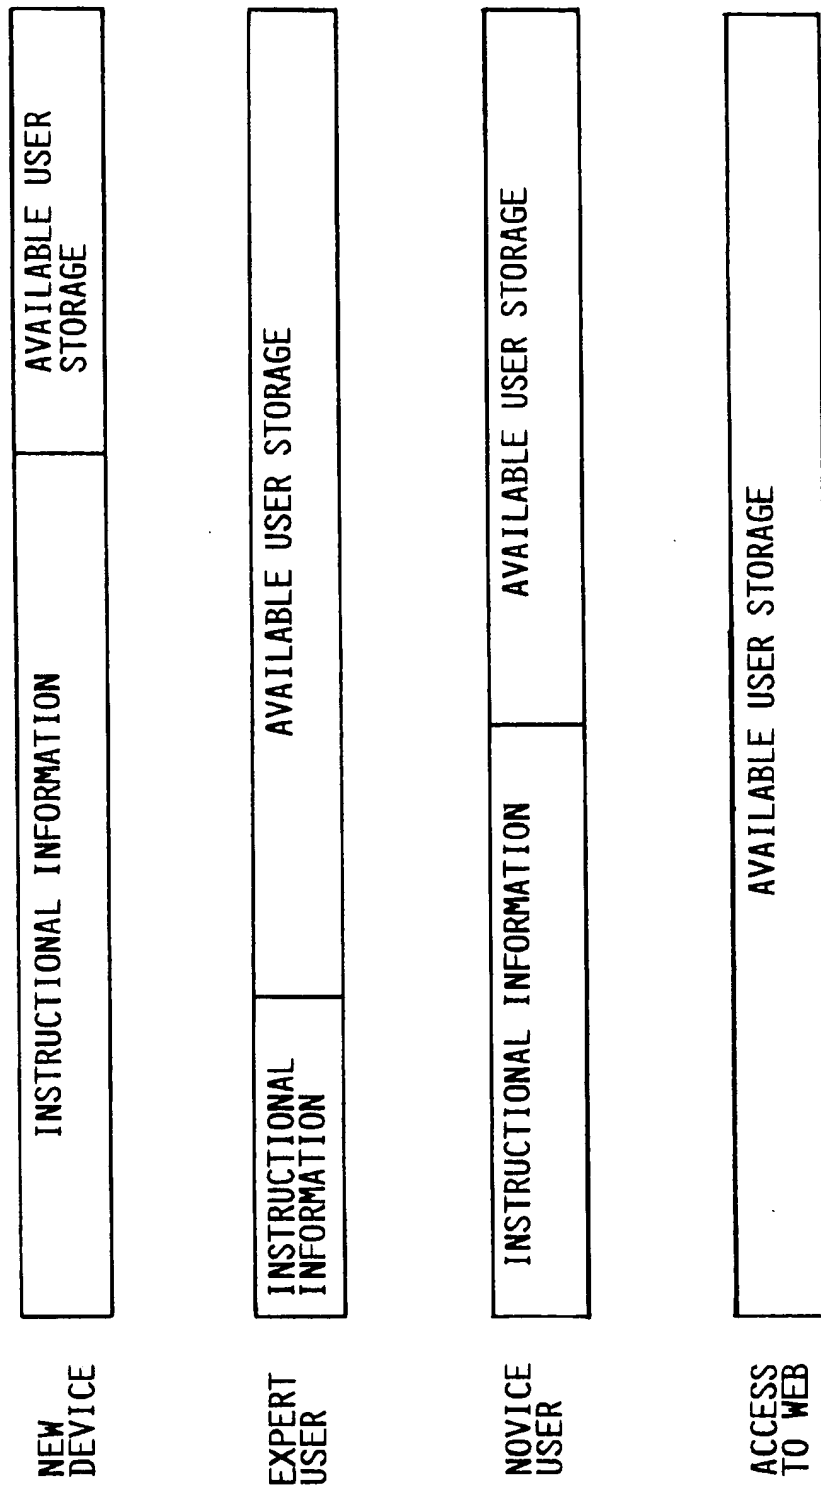 NEW
DEVICE
INSTRUCTIONAL INFORMATION
AVAILABLE USER
STORAGE
EXPERT
USER
INSTRUCTIONAL
INFORMATION
AVAILABLE USER STORAGE
NOVICE
USER
INSTRUCTIONAL INFORMATION
AVAILABLE USER STORAGE
ACCESS
TO WEB
AVAILABLE USER STORAGE